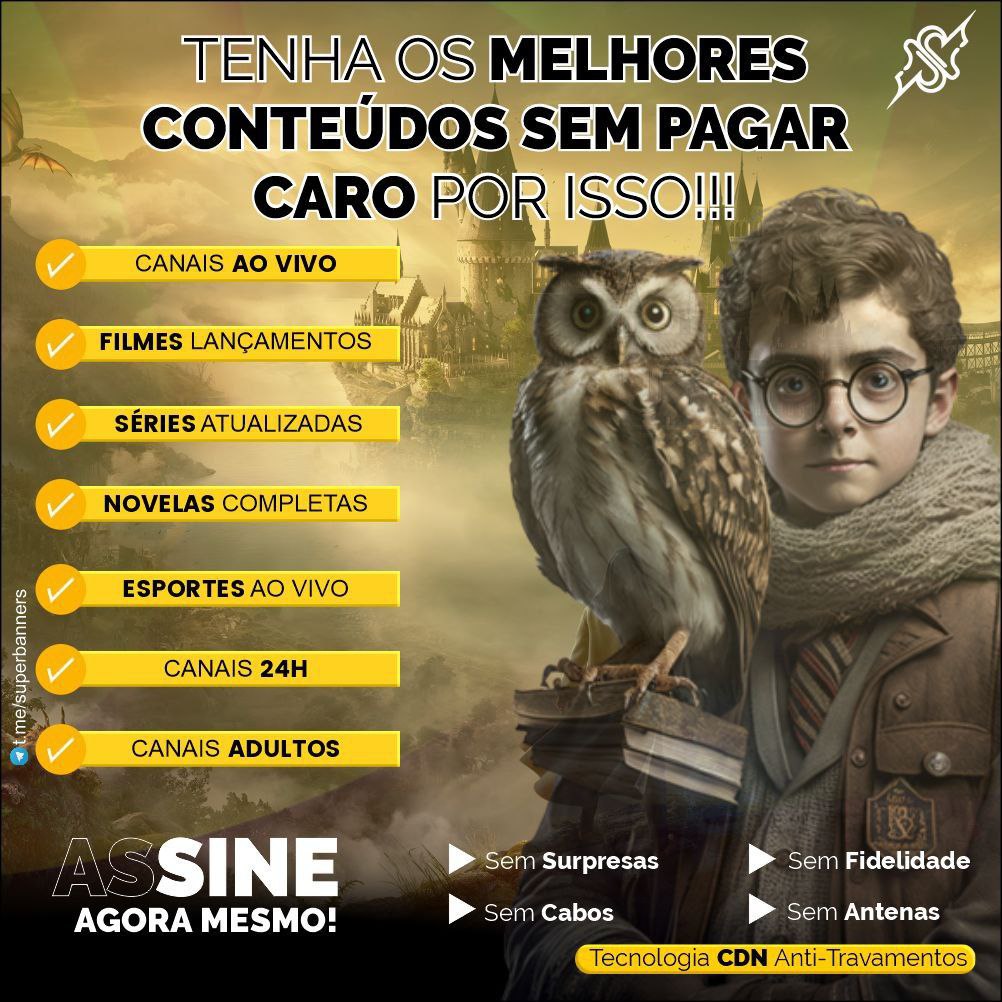 TENHA OS MELHORES
CONTEÚDOS SEM PAGAR
CARO POR ISSO!!!
CANAIS AO VIVO
FILMES LANÇAMENTOS
SÉRIES ATUALIZADAS
NOVELAS COMPLETAS
ESPORTES AO VIVO
CANAIS 24H
CANAIS ADULTOS
t.me/superbanners
ASSINE
AGORA MESMO!
Sem Surpresas
Sem Fidelidade
Sem Cabos
Sem Antenas
Tecnologia CDN Anti-Travamentos